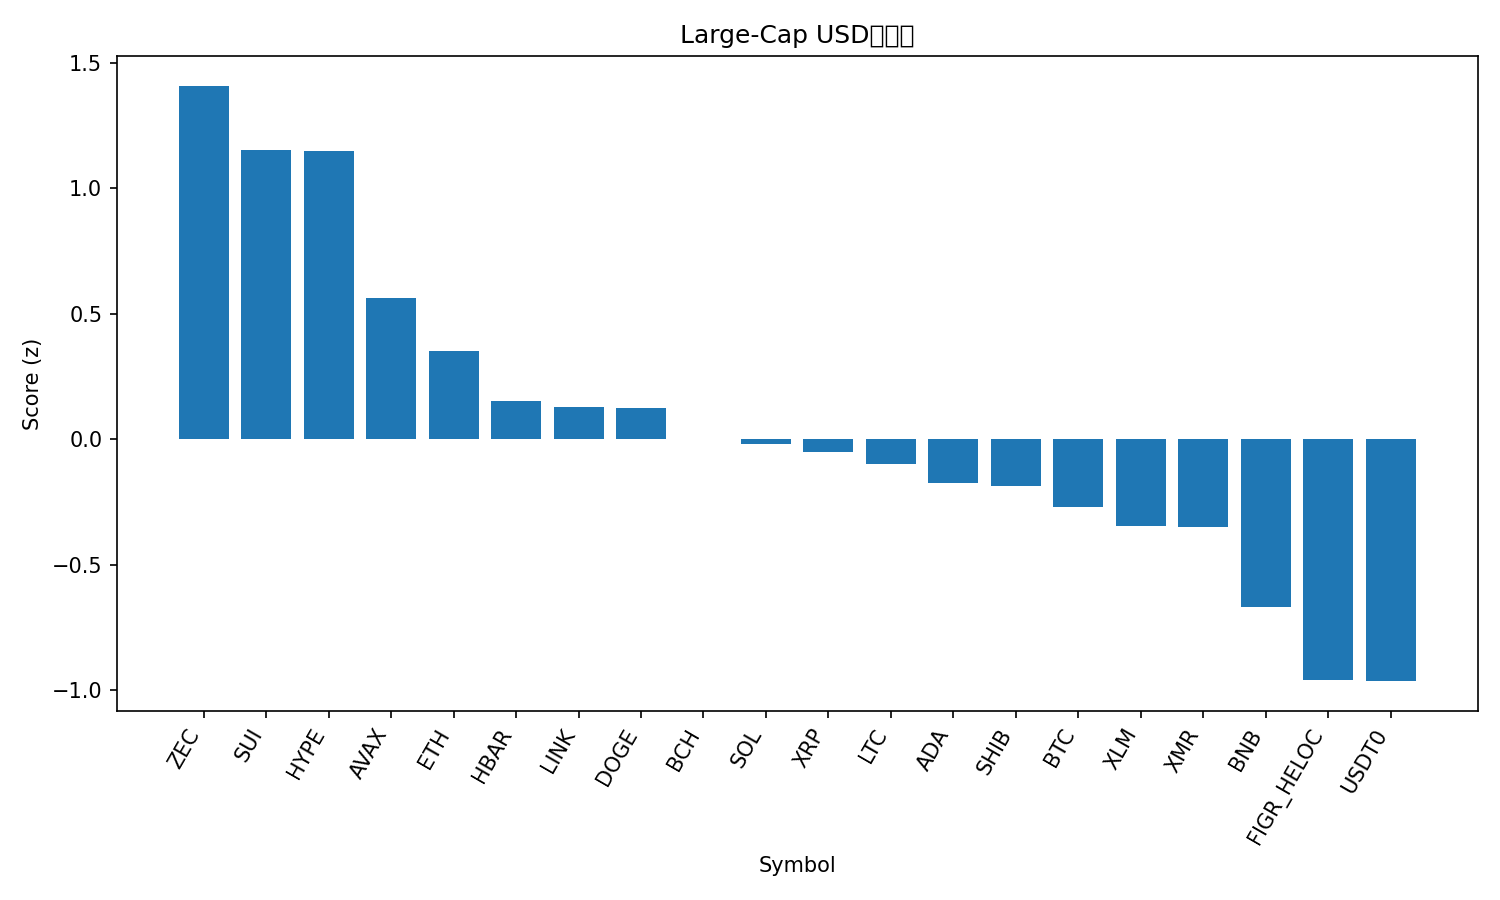 Large-Cap USD
1.5
1.0
0.5
0.0
−0.5
−1.0
Score (z)
ZEC
SUI
HYPE
AVAX
ETH
HBAR
LINK
DOGE
BCH
SOL
XRP
LTC
ADA
SHIB
BTC
XLM
XMR
BNB
FIGR_HELOC
USDT0
Symbol